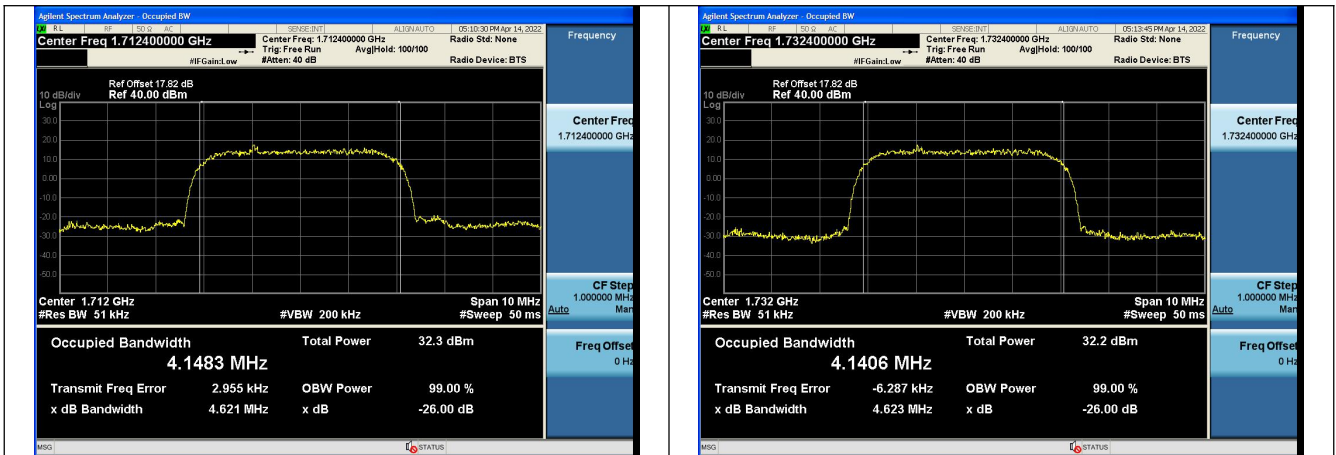 Agilent Spectrum Analyzer - Occupied BW
RL RF 50 Ω AC SENSE:INT ALIGNAUTO 05:10:30 PM Apr 14, 2022
Center Freq 1.712400000 GHz
Center Freq: 1.712400000 GHz
Radio Std: None
Trig: Free Run Avg|Hold: 100/100
#IFGain:Low #Atten: 40 dB Radio Device: BTS
Ref Offset 17.82 dB
10 dB/div Ref 40.00 dBm
Log
30.0
20.0
10.0
0.00
-10.0
-20.0
-30.0
-40.0
-50.0
Center 1.712 GHz Span 10 MHz
#Res BW 51 kHz #VBW 200 kHz #Sweep 50 ms
Occupied Bandwidth Total Power 32.3 dBm
4.1483 MHz
Transmit Freq Error 2.955 kHz OBW Power 99.00 %
x dB Bandwidth 4.621 MHz x dB -26.00 dB
MSG STATUS
Frequency
Center Freq
1.712400000 GHz
CF Step
1.000000 MHz
Auto Man
Freq Offset
0 Hz
Agilent Spectrum Analyzer - Occupied BW
RL RF 50 Ω AC SENSE:INT ALIGNAUTO 05:13:45 PM Apr 14, 2022
Center Freq 1.732400000 GHz
Center Freq: 1.732400000 GHz
Radio Std: None
Trig: Free Run Avg|Hold: 100/100
#IFGain:Low #Atten: 40 dB Radio Device: BTS
Ref Offset 17.82 dB
10 dB/div Ref 40.00 dBm
Log
30.0
20.0
10.0
0.00
-10.0
-20.0
-30.0
-40.0
-50.0
Center 1.732 GHz Span 10 MHz
#Res BW 51 kHz #VBW 200 kHz #Sweep 50 ms
Occupied Bandwidth Total Power 32.2 dBm
4.1406 MHz
Transmit Freq Error -6.287 kHz OBW Power 99.00 %
x dB Bandwidth 4.623 MHz x dB -26.00 dB
MSG STATUS
Frequency
Center Freq
1.732400000 GHz
CF Step
1.000000 MHz
Auto Man
Freq Offset
0 Hz